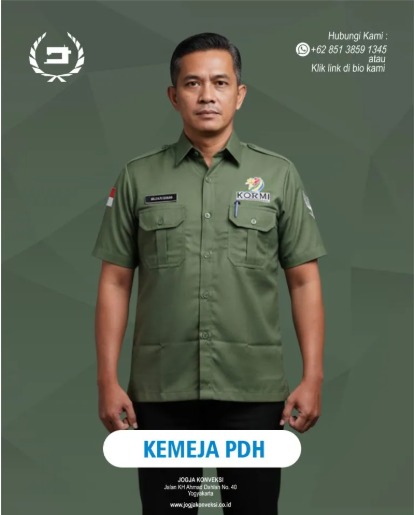 Hubungi Kami :
+62 851 3859 1345
atau
Klik link di bio kami
KORMI
KEMEJA PDH
JOGJA KONVEKSI
Jalan KH Ahmad Dahlan No. 40
Yogyakarta
www.jogjakonveksi.co.id